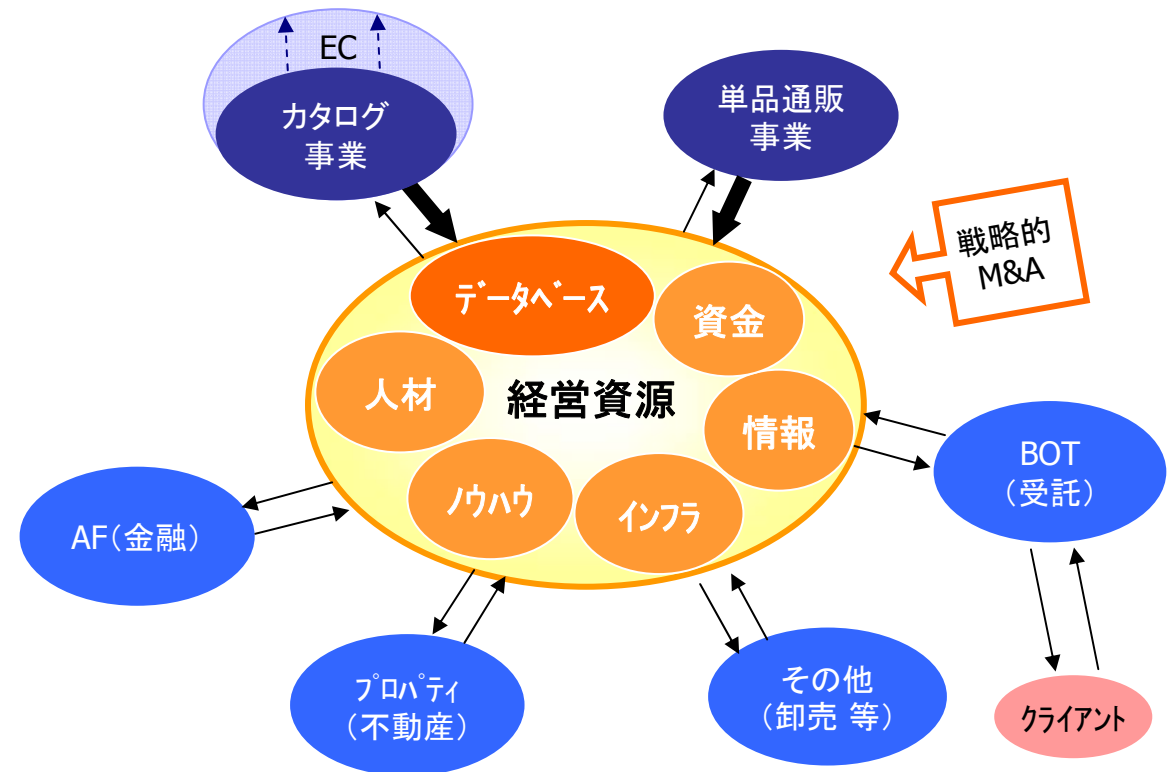 EC
カタログ
事業
単品通販
事業
戦略的
M&A
ﾃﾞｰﾀﾍﾞｰｽ
資金
人材
経営資源
情報
ﾉｳﾊｳ
ｲﾝﾌﾗ
BOT
（受託）
AF（金融）
ﾌﾟﾛﾊﾟﾃｨ
（不動産）
その他
（卸売 等）
ｸﾗｲｱﾝﾄ